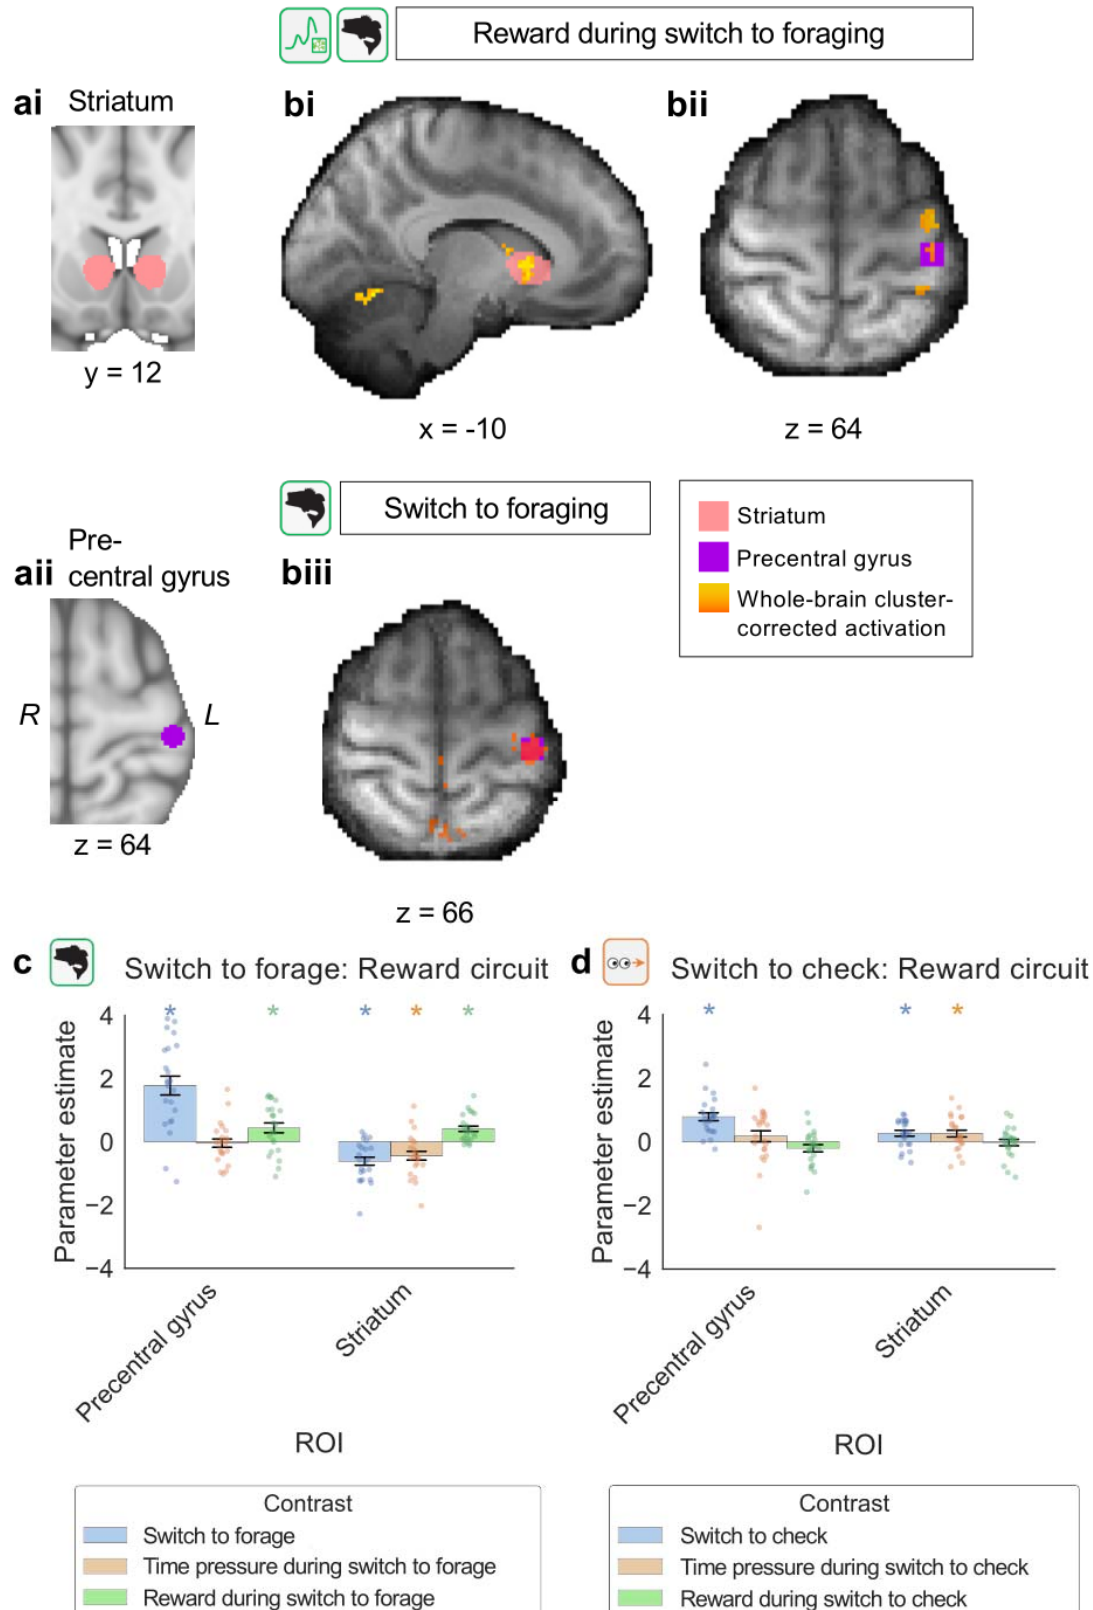 Reward during switch to foraging
ai Striatum
bi
bii
y = 12
x = -10
z = 64
Switch to foraging
Striatum
Precentral gyrus
Whole-brain cluster-
corrected activation
Pre-
aii central gyrus
biii
R
L
z = 64
z = 66
c Switch to forage: Reward circuit
4
2
0
−2
−4
Parameter estimate
* * * * *
Precentral gyrus
Striatum
ROI
Contrast
Switch to forage
Time pressure during switch to forage
Reward during switch to forage
d Switch to check: Reward circuit
4
2
0
−2
−4
Parameter estimate
* * *
Precentral gyrus
Striatum
ROI
Contrast
Switch to check
Time pressure during switch to check
Reward during switch to check